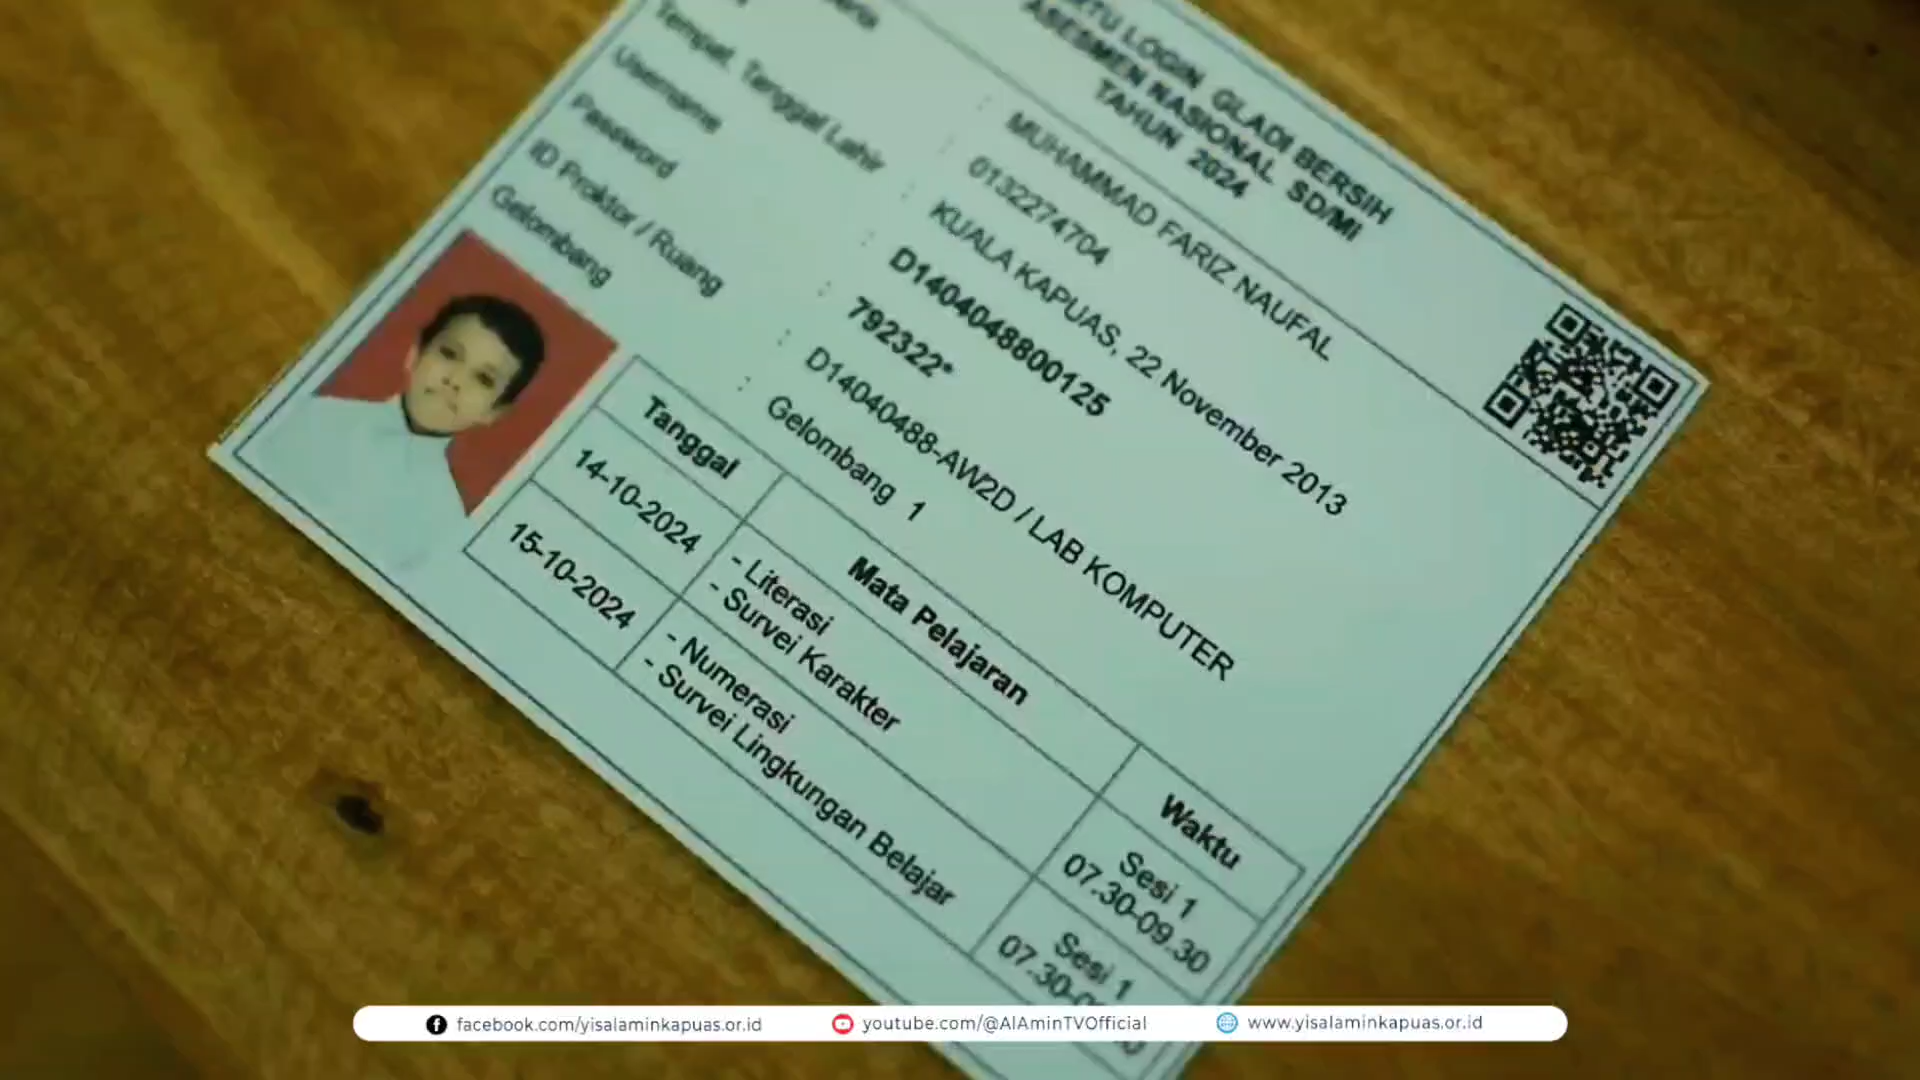 LOGIN GLADI BERSIH
ASESMEN NASIONAL SD/MI
TAHUN 2024
: MUHAMMAD FARIZ NAUFAL
: 0132274704
Tempat, Tanggal Lahir : KUALA KAPUAS, 22 November 2013
Username : D1404048800125
Password : 792322*
ID Proktor / Ruang : D14040488-AW2D / LAB KOMPUTER
Gelombang : Gelombang 1
Tanggal Mata Pelajaran Waktu
14-10-2024 - Literasi Sesi 1
- Survei Karakter 07.30-09.30
15-10-2024 - Numerasi Sesi 1
- Survei Lingkungan Belajar 07.30-
facebook.com/yisalaminkapuas.or.id youtube.com/@AlAminTVOfficial www.yisalaminkapuas.or.id